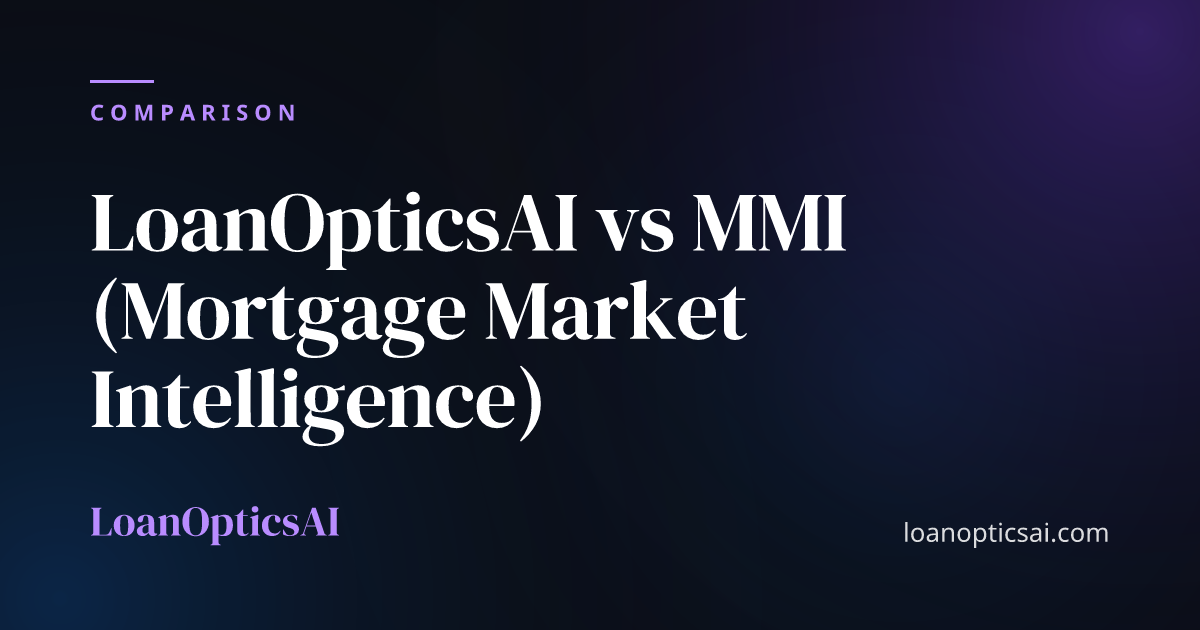 COMPARISON
LoanOpticsAI vs MMI
(Mortgage Market
Intelligence)
LoanOpticsAI
loanopticsai.com